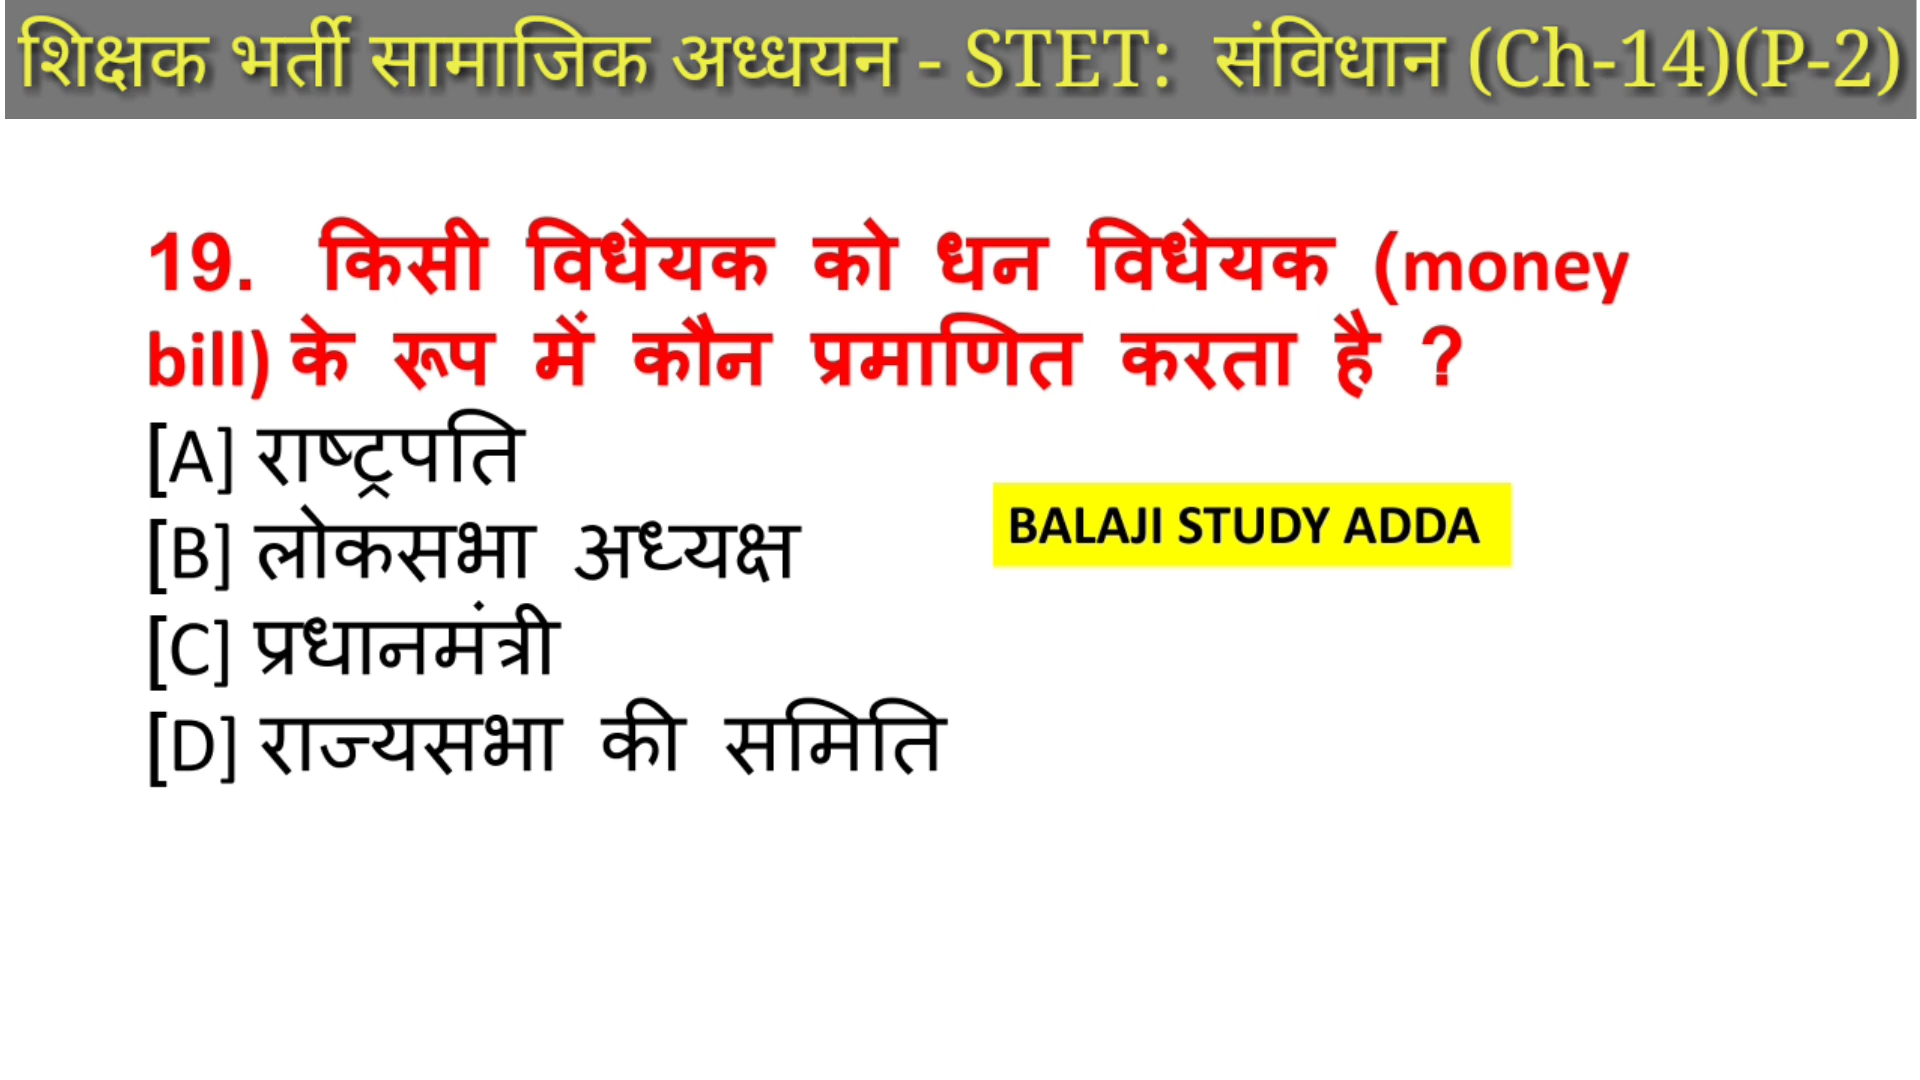 शिक्षक भर्ती सामाजिक अध्धयन - STET: संविधान (Ch-14)(P-2)
19. किसी विधेयक को धन विधेयक (money
bill) के रूप में कौन प्रमाणित करता है ?
[A] राष्ट्रपति
[B] लोकसभा अध्यक्ष
BALAJI STUDY ADDA
[C] प्रधानमंत्री
[D] राज्यसभा की समिति